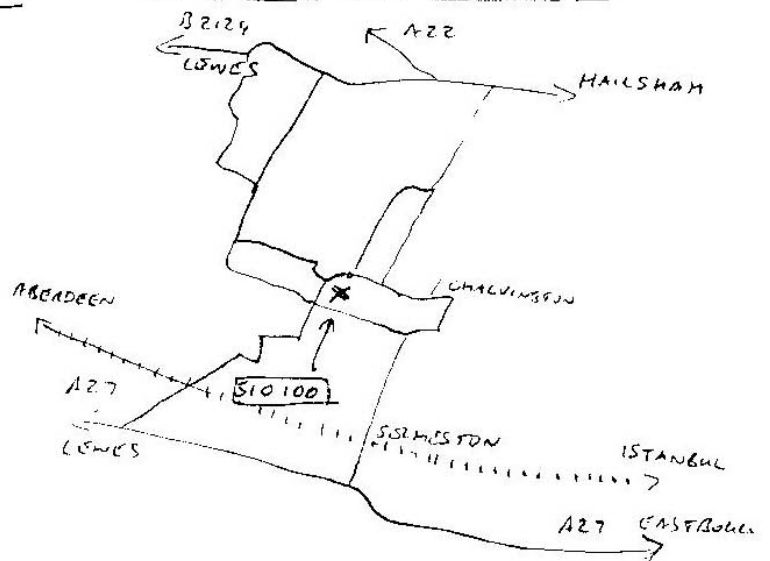 B2124
LEWES
A22
HAILSHAM
CHALVINGTON
ABERDEEN
A27
LEWES
510100
SELMESTON
ISTANBUL
A27 EASTBOURNE